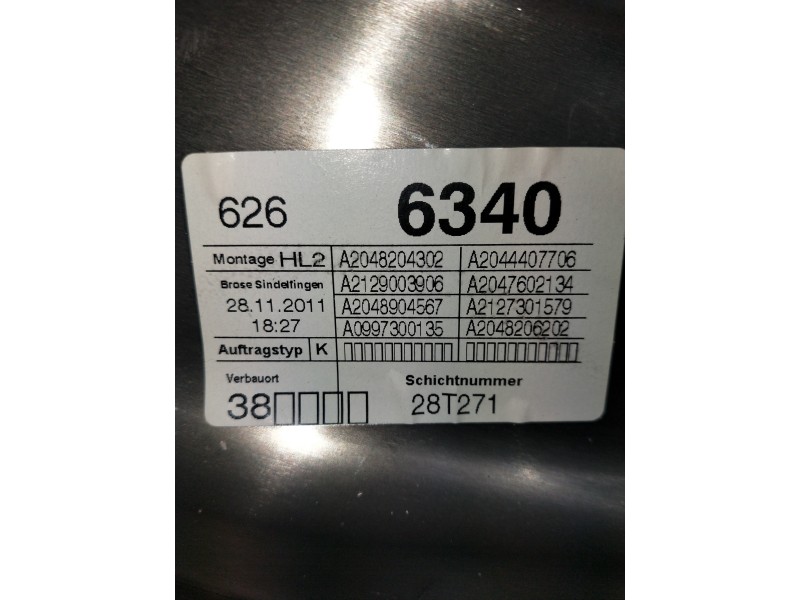 626 6340
Montage HL2 A2048204302 A2044407706
Brose Sindelfingen A2129003906 A2047602134
28.11.2011 A2048904567 A2127301579
18:27 A0997300135 A2048206202
Auftragstyp K ▯▯▯▯▯▯▯▯▯▯▯ ▯▯▯▯▯▯▯▯▯▯▯
Verbauort Schichtnummer
38▯▯▯▯ 28T271